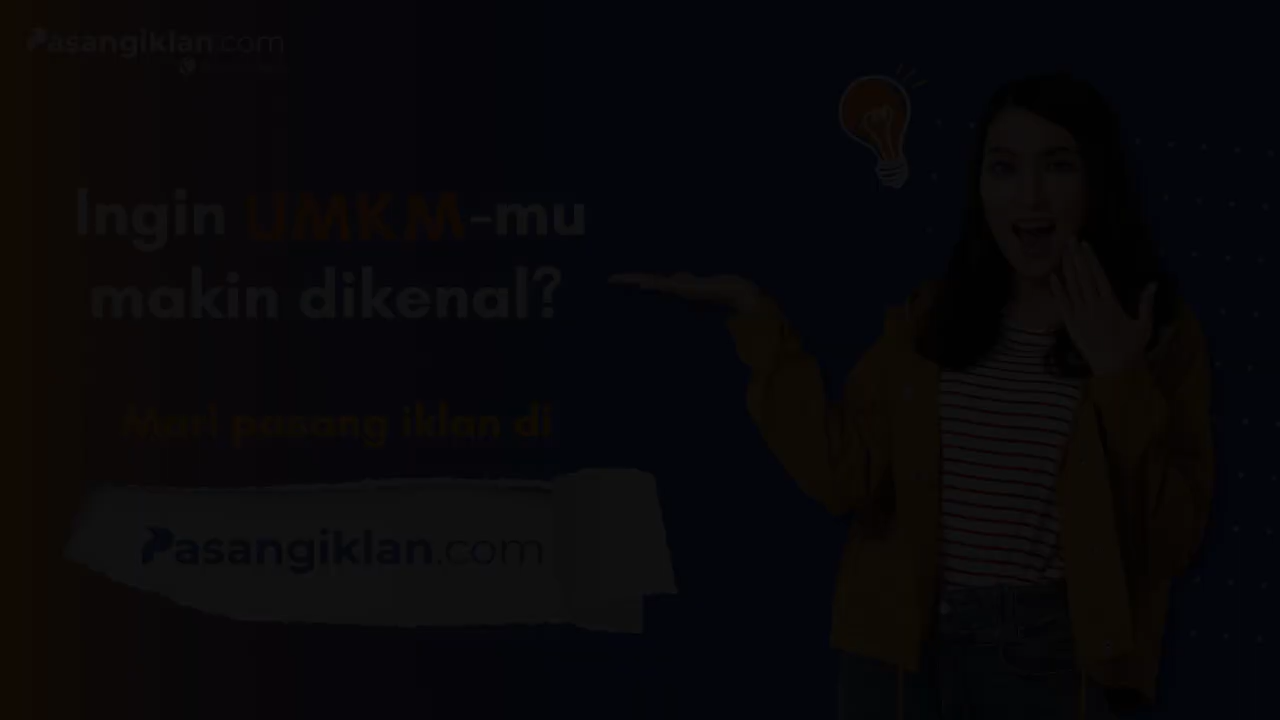 Pasangiklan.com
Ingin UMKM-mu
makin dikenal?
Mari pasang iklan di
Pasangiklan.com